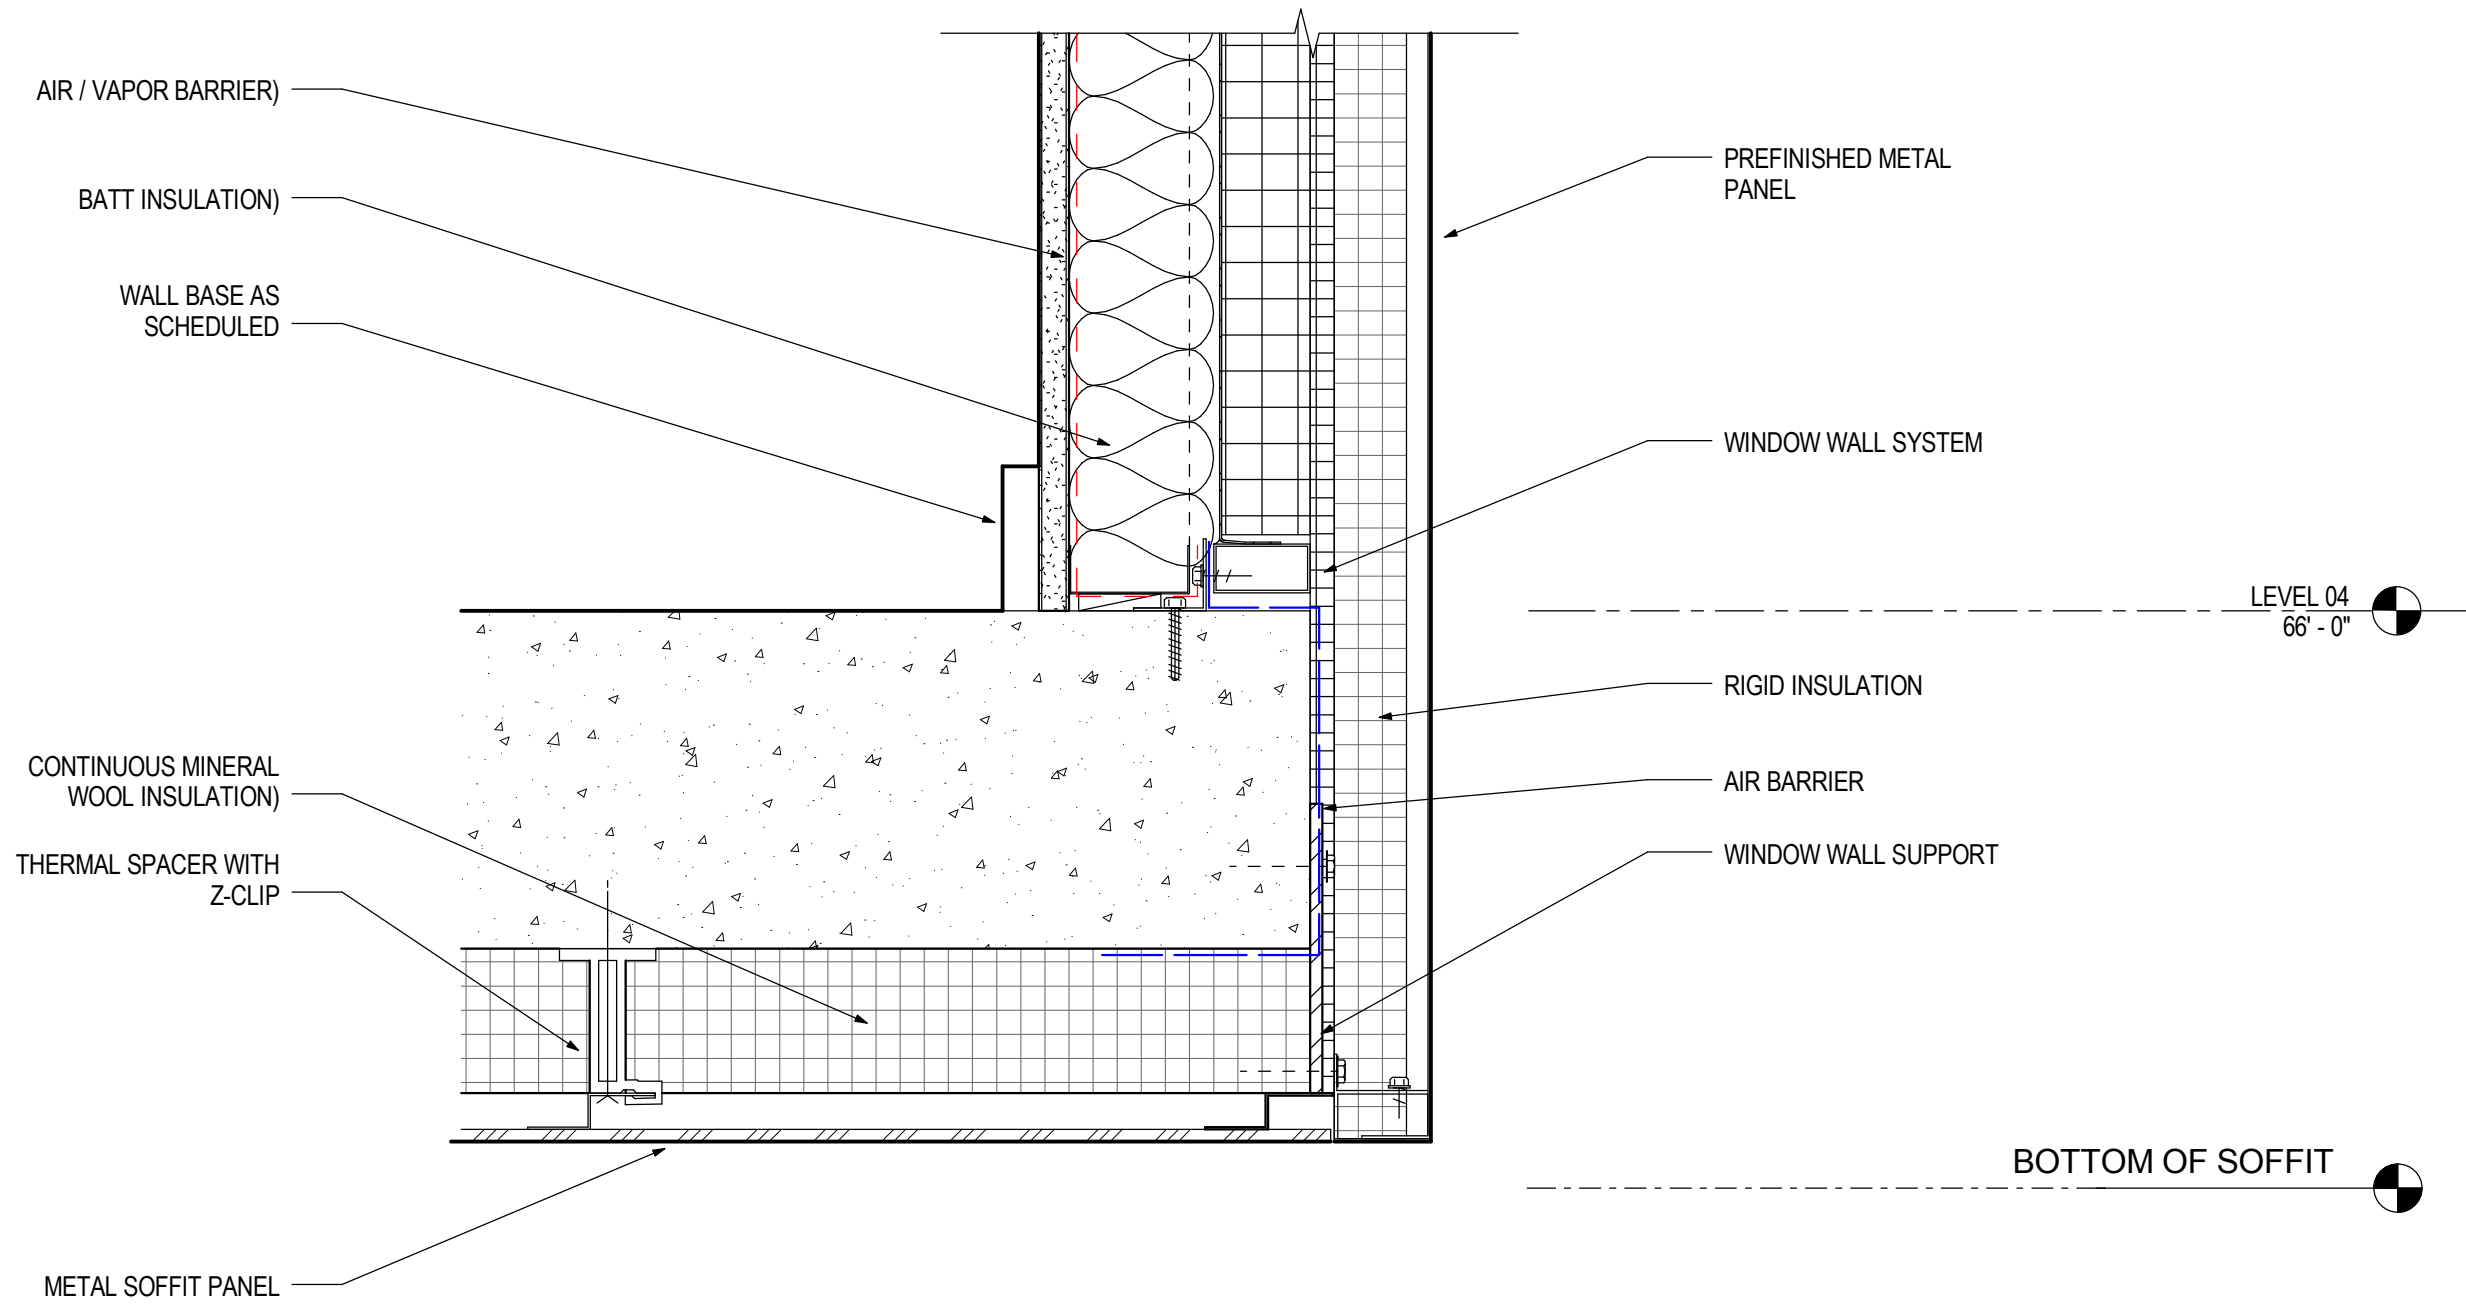 AIR / VAPOR BARRIER)
BATT INSULATION)
WALL BASE AS
SCHEDULED
CONTINUOUS MINERAL
WOOL INSULATION)
THERMAL SPACER WITH
Z-CLIP
METAL SOFFIT PANEL
PREFINISHED METAL
PANEL
WINDOW WALL SYSTEM
LEVEL 04
66' - 0"
RIGID INSULATION
AIR BARRIER
WINDOW WALL SUPPORT
BOTTOM OF SOFFIT